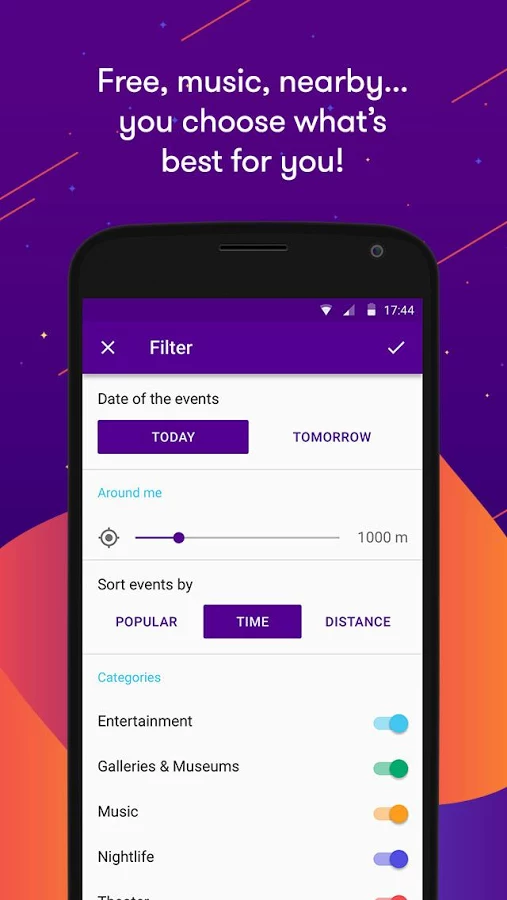 Free, music, nearby...
you choose what's
best for you!
17:44
Filter
Date of the events
TODAY TOMORROW
Around me
1000 m
Sort events by
POPULAR TIME DISTANCE
Categories
Entertainment
Galleries & Museums
Music
Nightlife
Theater